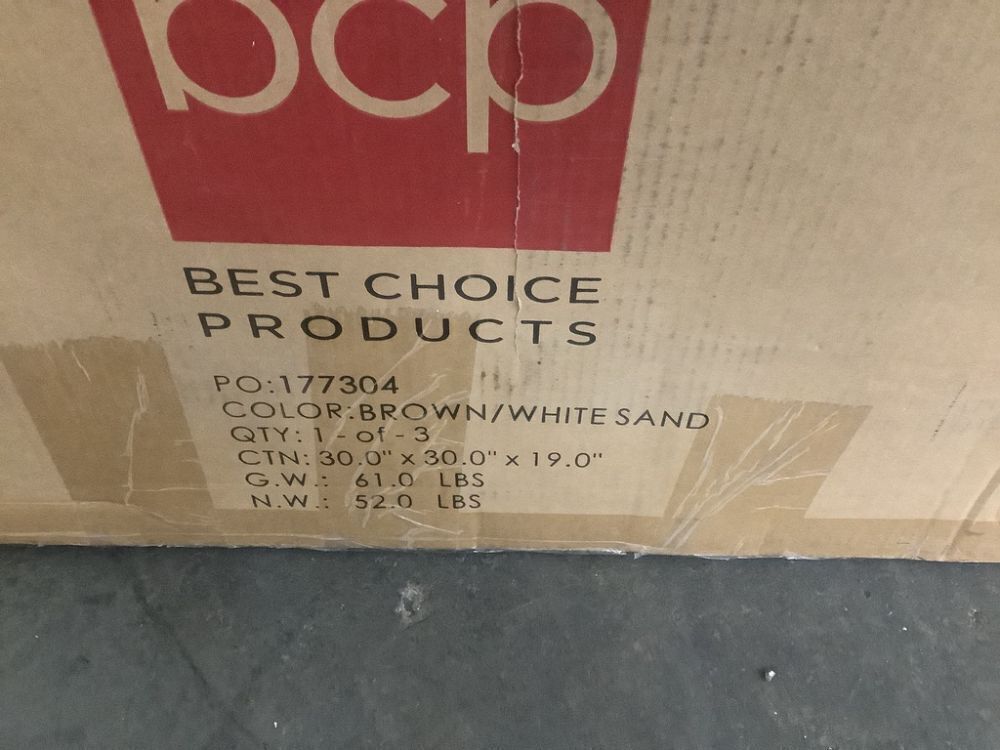 bcp
BEST CHOICE
PRODUCTS
PO:177304
COLOR:BROWN/WHITE SAND
QTY: 1 - of - 3
CTN: 30.0" x 30.0" x 19.0"
G.W.: 61.0 LBS
N.W.: 52.0 LBS